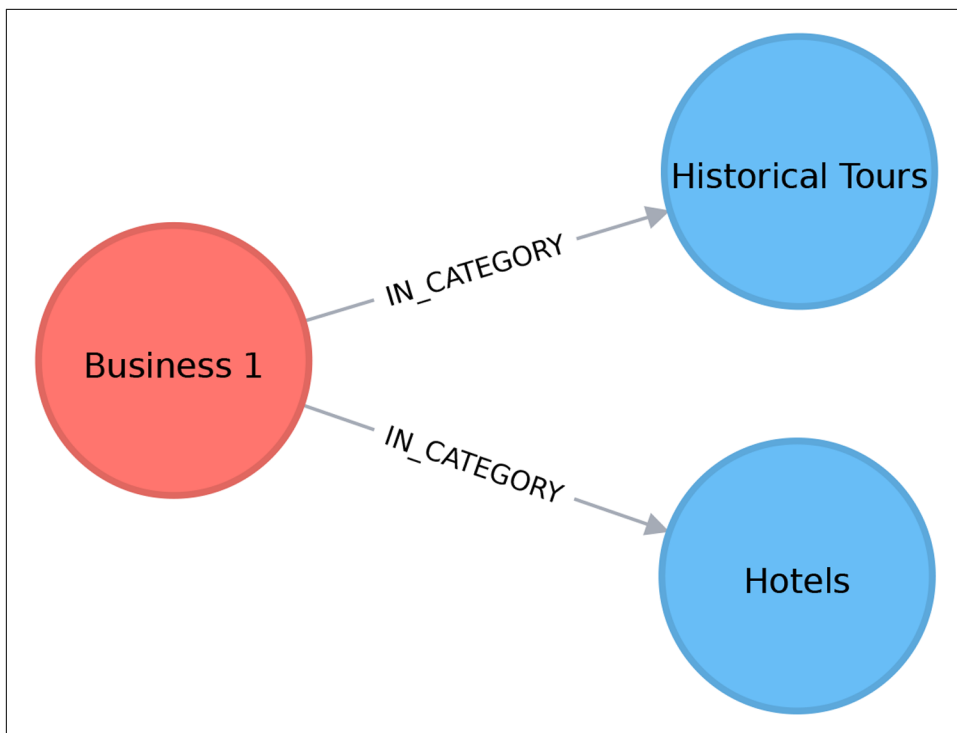 Historical Tours
IN_CATEGORY
Business 1
IN_CATEGORY
Hotels